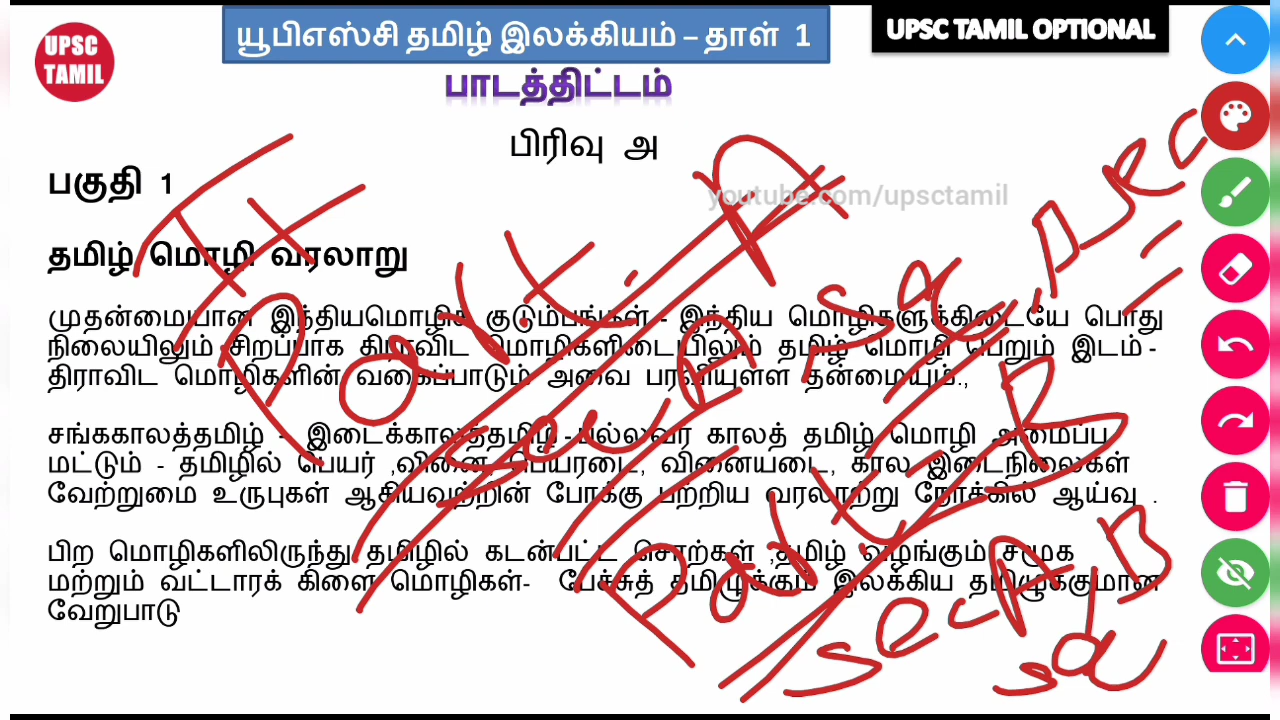 UPSC
TAMIL
யூபிஎஸ்சி தமிழ் இலக்கியம் – தாள் 1
UPSC TAMIL OPTIONAL
பாடத்திட்டம்
பிரிவு அ
பகுதி 1
youtube.com/upsctamil
தமிழ் மொழி வரலாறு
முதன்மையான இந்தியமொழிக் குடும்பங்கள் - இந்திய மொழிகளுக்கிடையே பொது
நிலையிலும் சிறப்பாக திராவிட மொழிகளிடையிலும் தமிழ் மொழி பெறும் இடம் -
திராவிட மொழிகளின் வகைப்பாடும் அவை பரவியுள்ள தன்மையும்.,
சங்ககாலத்தமிழ் - இடைக்காலத்தமிழ் -பல்லவர் காலத் தமிழ் மொழி அமைப்பு
மட்டும் - தமிழில் பெயர் ,வினை, பெயரடை, வினையடை, கால இடைநிலைகள்
வேற்றுமை உருபுகள் ஆகியவற்றின் போக்கு பற்றிய வரலாற்று நோக்கில் ஆய்வு .
பிற மொழிகளிலிருந்து தமிழில் கடன்பட்ட சொற்கள் ,தமிழ் வழங்கும் சமூக
மற்றும் வட்டாரக் கிளை மொழிகள்- பேச்சுத் தமிழுக்கும் இலக்கிய தமிழுக்குமான
வேறுபாடு
Part. A
Sec A,
Part - B
Sec A